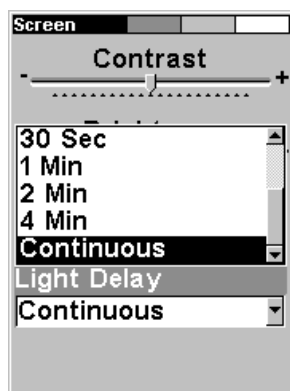 Screen
Contrast
- +
30 Sec
1 Min
2 Min
4 Min
Continuous
Light Delay
Continuous